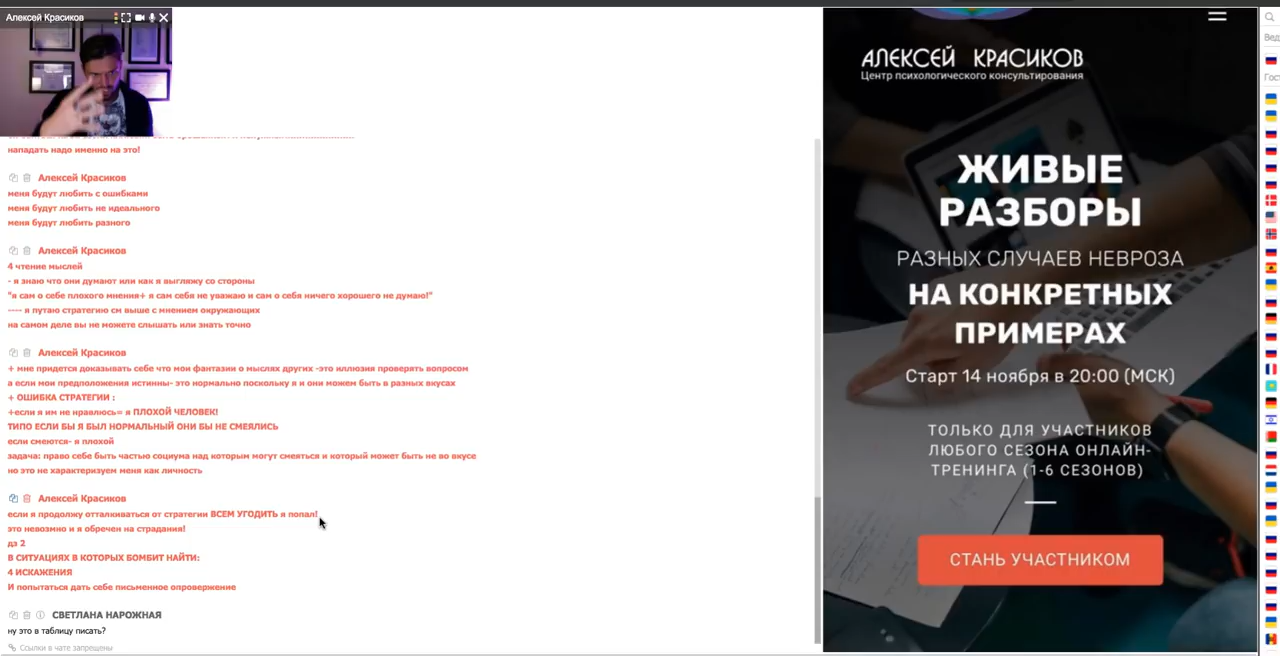 Алексей Красиков
нападать надо именно на это!
Алексей Красиков
меня будут любить с ошибками
меня будут любить не идеального
меня будут любить разного
Алексей Красиков
4 чтение мыслей
- я знаю что они думают или как я выгляжу со стороны
"я сам о себе плохого мнения+ я сам себя не уважаю и сам о себя ничего хорошего не думаю!"
---- я путаю стратегию см выше с мнением окружающих
на самом деле вы не можете слышать или знать точно
Алексей Красиков
+ мне придется доказывать себе что мои фантазии о мыслях других -это иллюзия проверять вопросом
а если мои предположения истинны- это нормально поскольку я и они можем быть в разных вкусах
+ ОШИБКА СТРАТЕГИИ :
+если я им не нравлюсь= я ПЛОХОЙ ЧЕЛОВЕК!
ТИПО ЕСЛИ БЫ Я БЫЛ НОРМАЛЬНЫЙ ОНИ БЫ НЕ СМЕЯЛИСЬ
если смеются- я плохой
задача: право себе быть частью социума над которым могут смеяться и который может быть не во вкусе
но это не характеризуем меня как личность
Алексей Красиков
если я продолжу отталкиваться от стратегии ВСЕМ УГОДИТЬ я попал!
это невозмно и я обречен на страдания!
дз 2
В СИТУАЦИЯХ В КОТОРЫХ БОМБИТ НАЙТИ:
4 ИСКАЖЕНИЯ
И попытаться дать себе письменное опровержение
СВЕТЛАНА НАРОЖНАЯ
ну это в таблицу писать?
Ссылки в чате запрещены
АЛЕКСЕЙ КРАСИКОВ
Центр психологического консультирования
ЖИВЫЕ
РАЗБОРЫ
РАЗНЫХ СЛУЧАЕВ НЕВРОЗА
НА КОНКРЕТНЫХ
ПРИМЕРАХ
Старт 14 ноября в 20:00 (МСК)
ТОЛЬКО ДЛЯ УЧАСТНИКОВ
ЛЮБОГО СЕЗОНА ОНЛАЙН-
ТРЕНИНГА (1-6 СЕЗОНОВ)
СТАНЬ УЧАСТНИКОМ
Вед
Гост